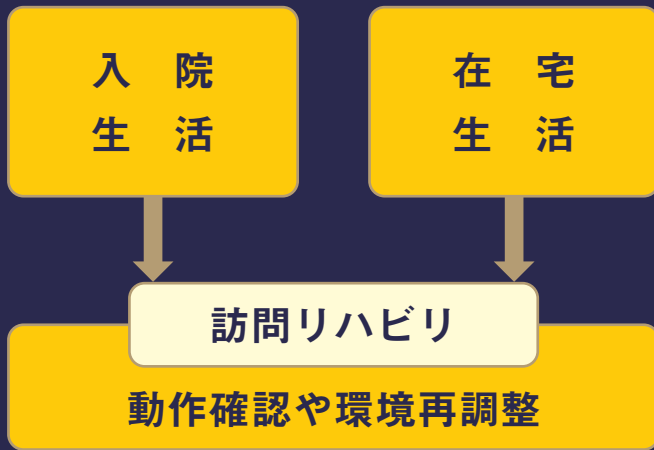 入院
生活
在宅
生活
訪問リハビリ
動作確認や環境再調整